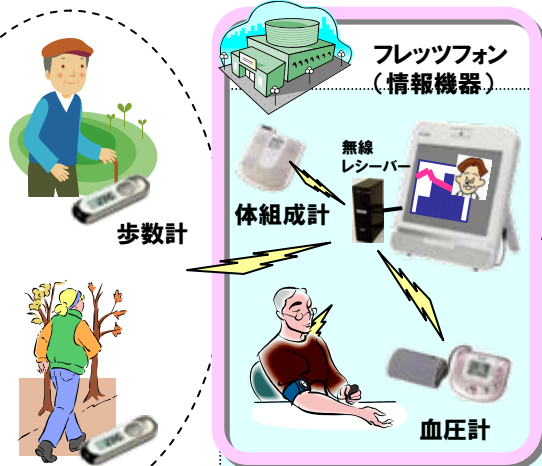 フレッツフォン
（情報機器）
無線
レシーバー
体組成計
歩数計
血圧計